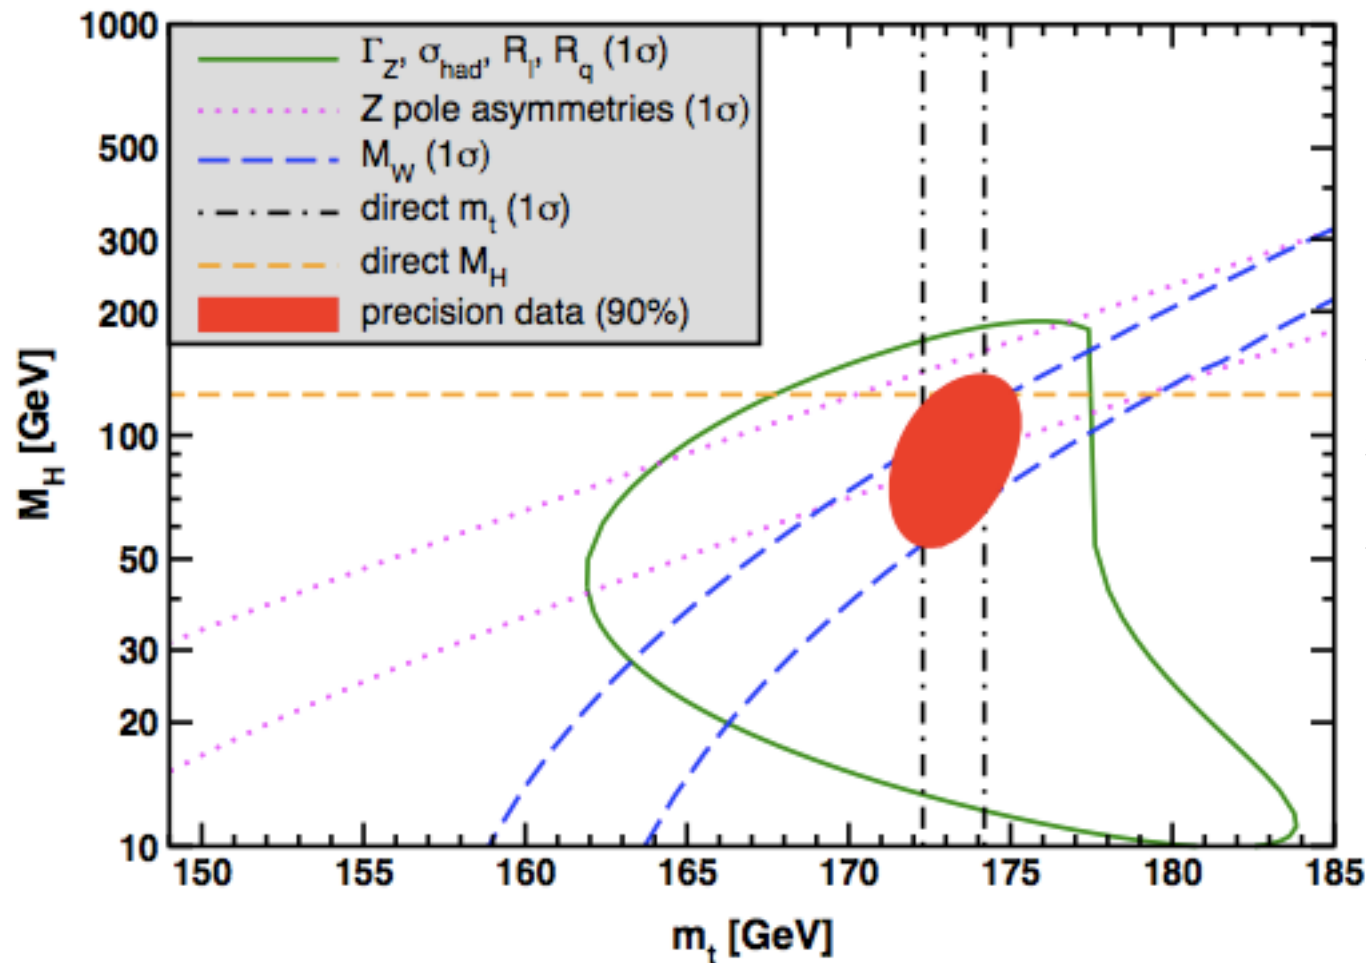 1000
500
300
200
100
50
30
20
10
M_H [GeV]
Γ_Z, σ_had, R_l, R_q (1σ)
Z pole asymmetries (1σ)
M_W (1σ)
direct m_t (1σ)
direct M_H
precision data (90%)
150 155 160 165 170 175 180 185
m_t [GeV]